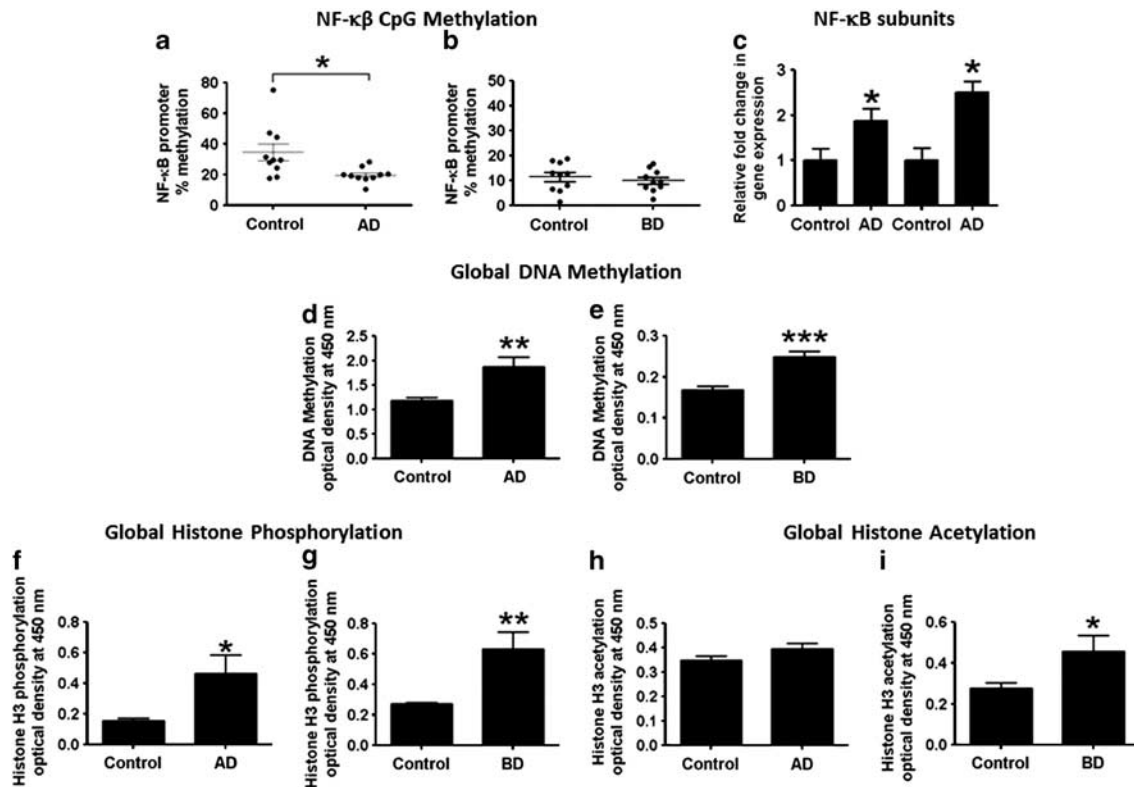 NF-κβ CpG Methylation
NF-κB subunits
a
NF-κB promoter
% methylation
80
60
40
20
0
*
Control
AD
b
NF-κB promoter
% methylation
80
60
40
20
0
Control
BD
c
Relative fold change in
gene expression
3
2
1
0
*
*
Control
AD
Control
AD
Global DNA Methylation
d
DNA Methylation
optical density at 450 nm
2.5
2.0
1.5
1.0
0.5
0.0
**
Control
AD
e
DNA Methylation
optical density at 450 nm
0.3
0.2
0.1
0.0
***
Control
BD
Global Histone Phosphorylation
Global Histone Acetylation
f
Histone H3 phosphorylation
optical density at 450 nm
0.8
0.6
0.4
0.2
0.0
*
Control
AD
g
Histone H3 phosphorylation
optical density at 450 nm
0.8
0.6
0.4
0.2
0.0
**
Control
BD
h
Histone H3 acetylation
optical density at 450 nm
0.5
0.4
0.3
0.2
0.1
0.0
Control
AD
i
Histone H3 acetylation
optical density at 450 nm
0.6
0.4
0.2
0.0
*
Control
BD